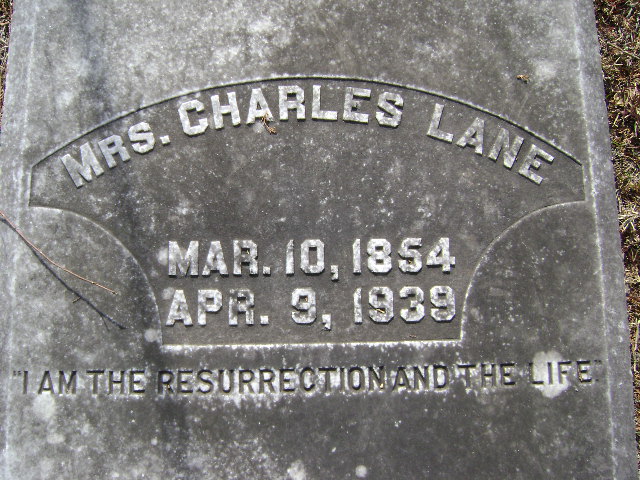 MRS. CHARLES LANE
MAR. 10, 1854
APR. 9, 1939
"I AM THE RESURRECTION AND THE LIFE"